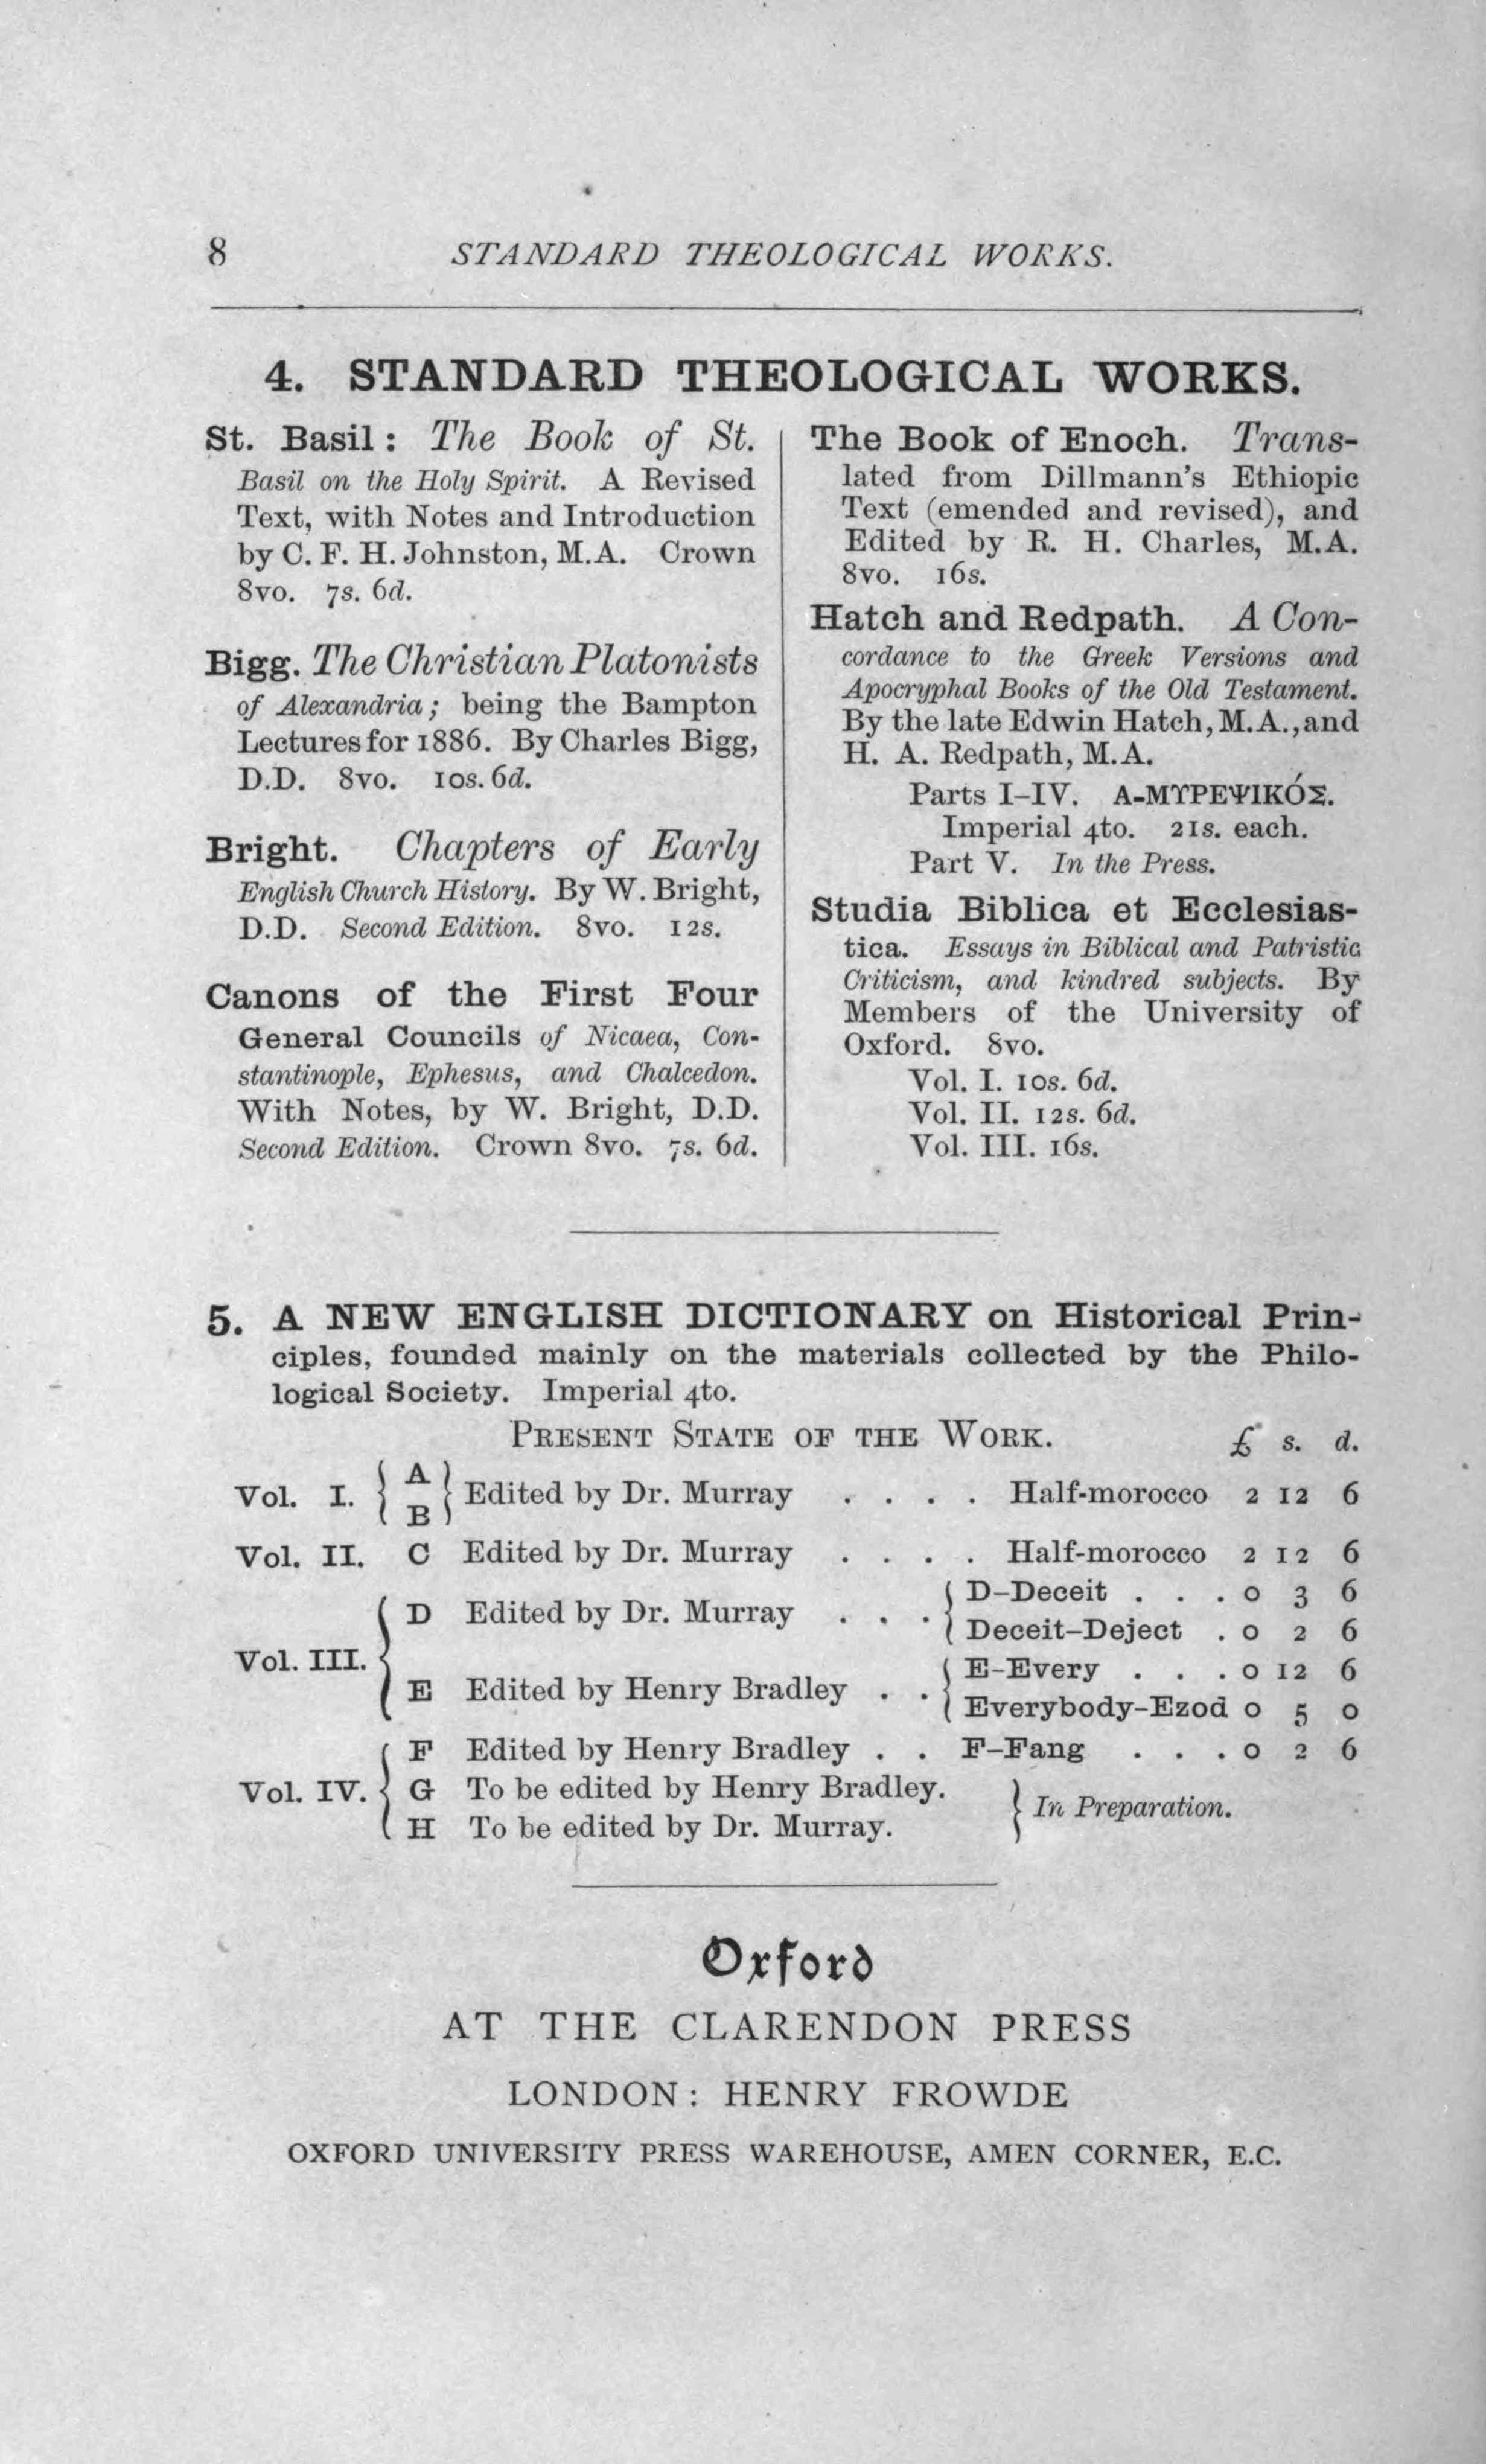 8 STANDARD THEOLOGICAL WORKS.
4. STANDARD THEOLOGICAL WORKS.
St. Basil : The Book of St.
Basil on the Holy Spirit. A Revised
Text, with Notes and Introduction
by C. F. H. Johnston, M.A. Crown
8vo. 7s. 6d.
Bigg. The Christian Platonists
of Alexandria ; being the Bampton
Lectures for 1886. By Charles Bigg,
D.D. 8vo. 10s. 6d.
Bright. Chapters of Early
English Church History. By W. Bright,
D.D. Second Edition. 8vo. 12s.
Canons of the First Four
General Councils of Nicaea, Con-
stantinople, Ephesus, and Chalcedon.
With Notes, by W. Bright, D.D.
Second Edition. Crown 8vo. 7s. 6d.
The Book of Enoch. Trans-
lated from Dillmann's Ethiopic
Text (emended and revised), and
Edited by R. H. Charles, M.A.
8vo. 16s.
Hatch and Redpath. A Con-
cordance to the Greek Versions and
Apocryphal Books of the Old Testament.
By the late Edwin Hatch, M.A., and
H. A. Redpath, M.A.
Parts I–IV. Α-ΜΥΡΕΨΙΚΌΣ.
Imperial 4to. 21s. each.
Part V. In the Press.
Studia Biblica et Ecclesias-
tica. Essays in Biblical and Patristic
Criticism, and kindred subjects. By
Members of the University of
Oxford. 8vo.
Vol. I. 10s. 6d.
Vol. II. 12s. 6d.
Vol. III. 16s.
5. A NEW ENGLISH DICTIONARY on Historical Prin-
ciples, founded mainly on the materials collected by the Philo-
logical Society. Imperial 4to.
PRESENT STATE OF THE WORK. £ s. d.
Vol. I. { A B } Edited by Dr. Murray . . . . Half-morocco 2 12 6
Vol. II. C Edited by Dr. Murray . . . . Half-morocco 2 12 6
Vol. III. { D Edited by Dr. Murray . . . { D–Deceit . . . 0 3 6
Deceit–Deject . 0 2 6
E Edited by Henry Bradley . . { E–Every . . . 0 12 6
Everybody–Ezod 0 5 0
Vol. IV. { F Edited by Henry Bradley . . F–Fang . . . 0 2 6
G To be edited by Henry Bradley. } In Preparation.
H To be edited by Dr. Murray.
Oxford
AT THE CLARENDON PRESS
LONDON : HENRY FROWDE
OXFORD UNIVERSITY PRESS WAREHOUSE, AMEN CORNER, E.C.